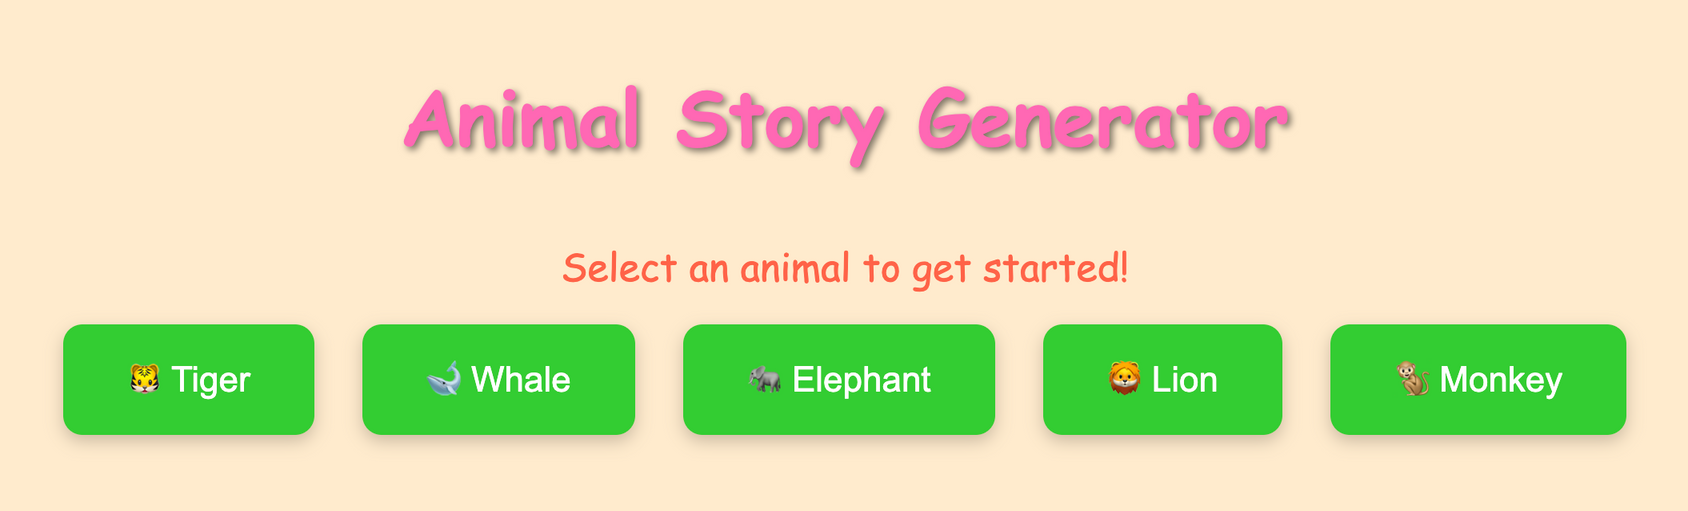 Animal Story Generator
Select an animal to get started!
🐯 Tiger 🐋 Whale 🐘 Elephant 🦁 Lion 🐒 Monkey